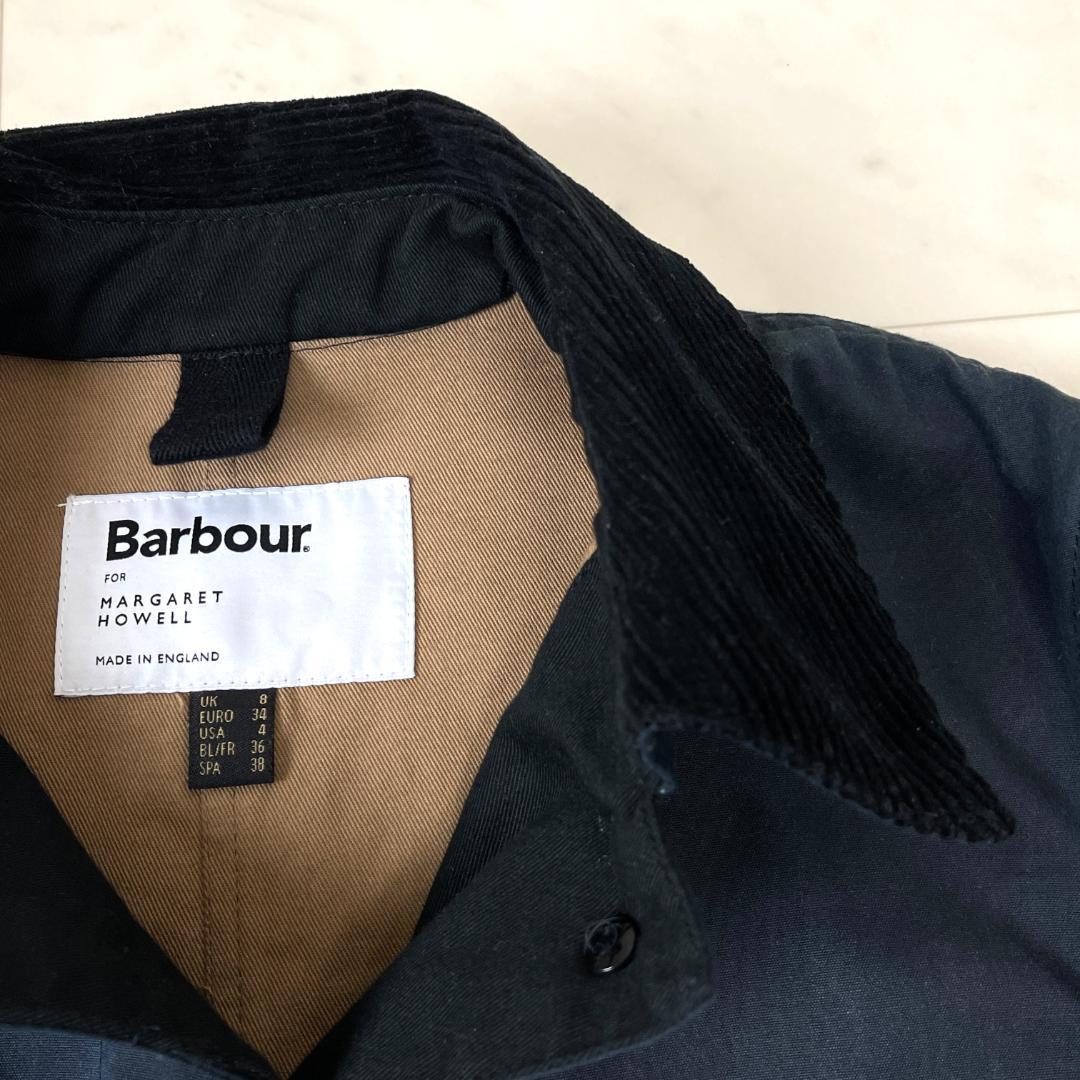 Barbour®
FOR
MARGARET
HOWELL
MADE IN ENGLAND
UK 8
EURO 34
USA 4
BL/FR 36
SPA 38